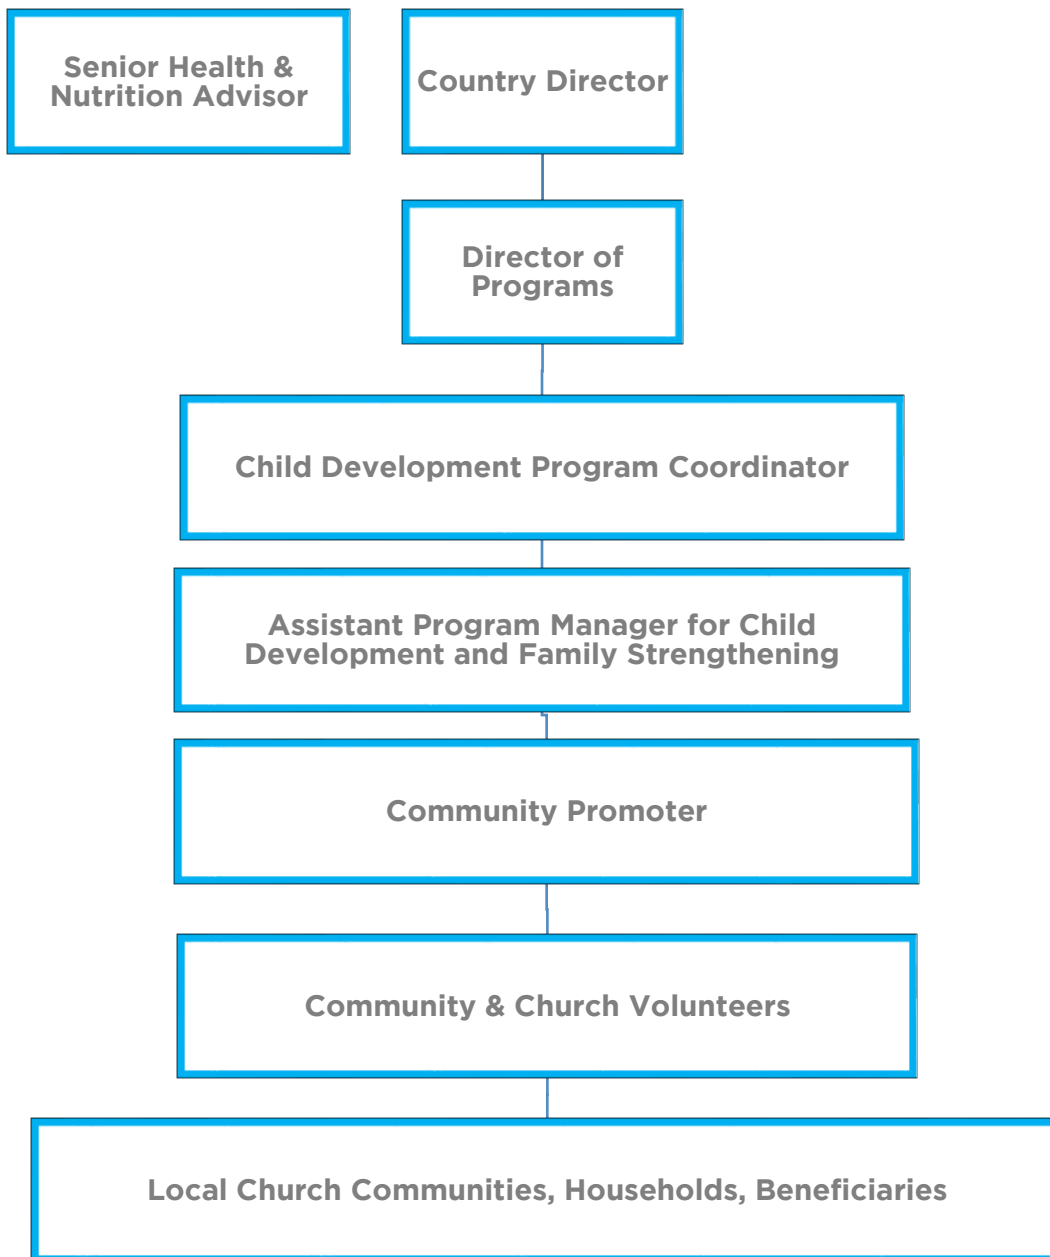 Senior Health &
Nutrition Advisor
Country Director
Director of
Programs
Child Development Program Coordinator
Assistant Program Manager for Child
Development and Family Strengthening
Community Promoter
Community & Church Volunteers
Local Church Communities, Households, Beneficiaries